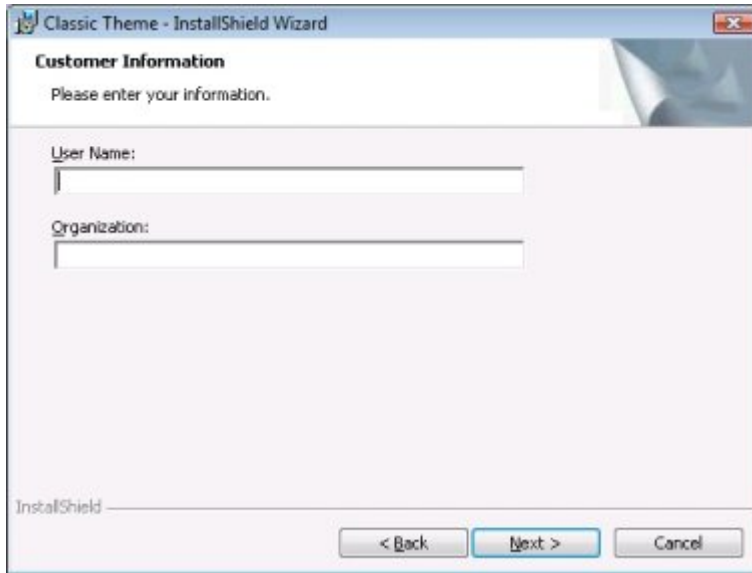 Classic Theme - InstallShield Wizard
Customer Information
Please enter your information.
User Name:
Organization:
InstallShield
< Back Next > Cancel